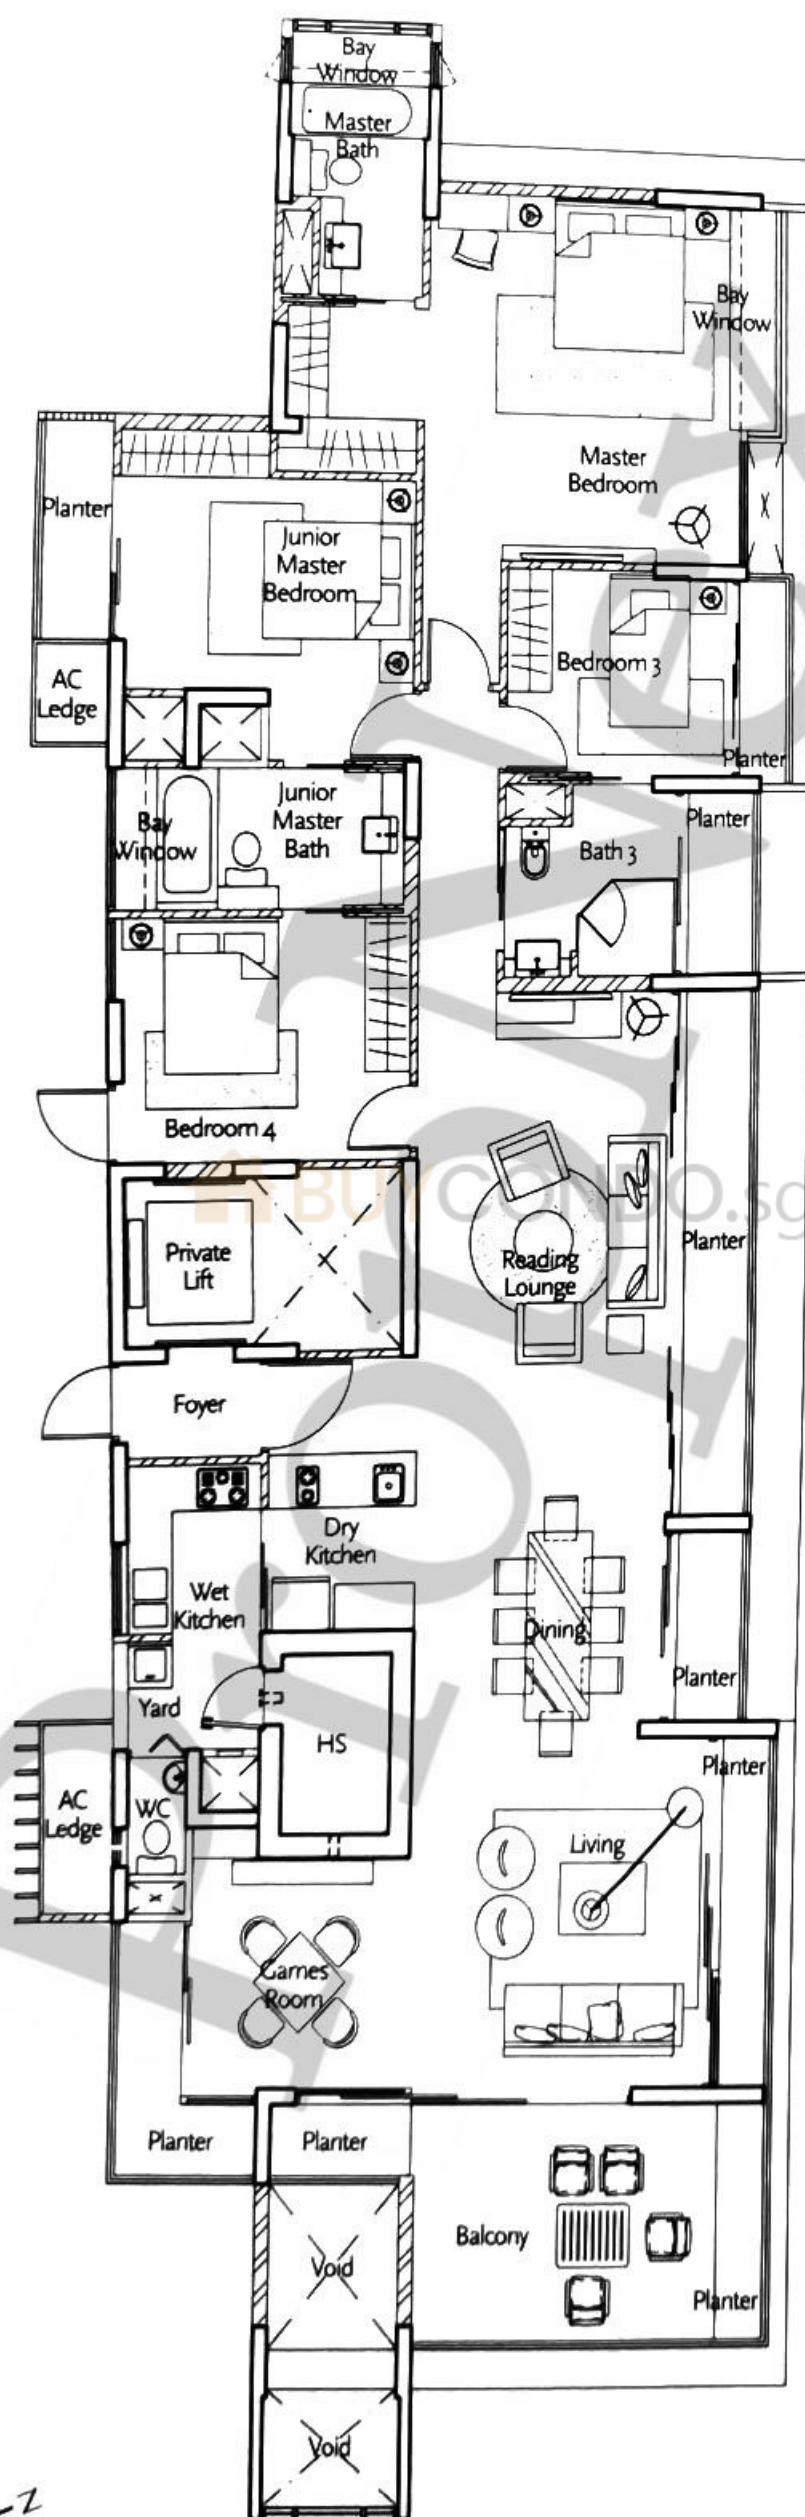 Bay
Window
Master
Bath
Bay
Window
Master
Bedroom
Planter
Junior
Master
Bedroom
Bedroom 3
AC
Ledge
Planter
Planter
Bay
Window
Junior
Master
Bath
Bath 3
Bedroom 4
BUYCONDO.sg
Private
Lift
Reading
Lounge
Planter
Foyer
Dry
Kitchen
Wet
Kitchen
Dining
Planter
Yard
HS
Planter
AC
Ledge
WC
Living
Games
Room
Planter
Planter
Balcony
Void
Planter
Void